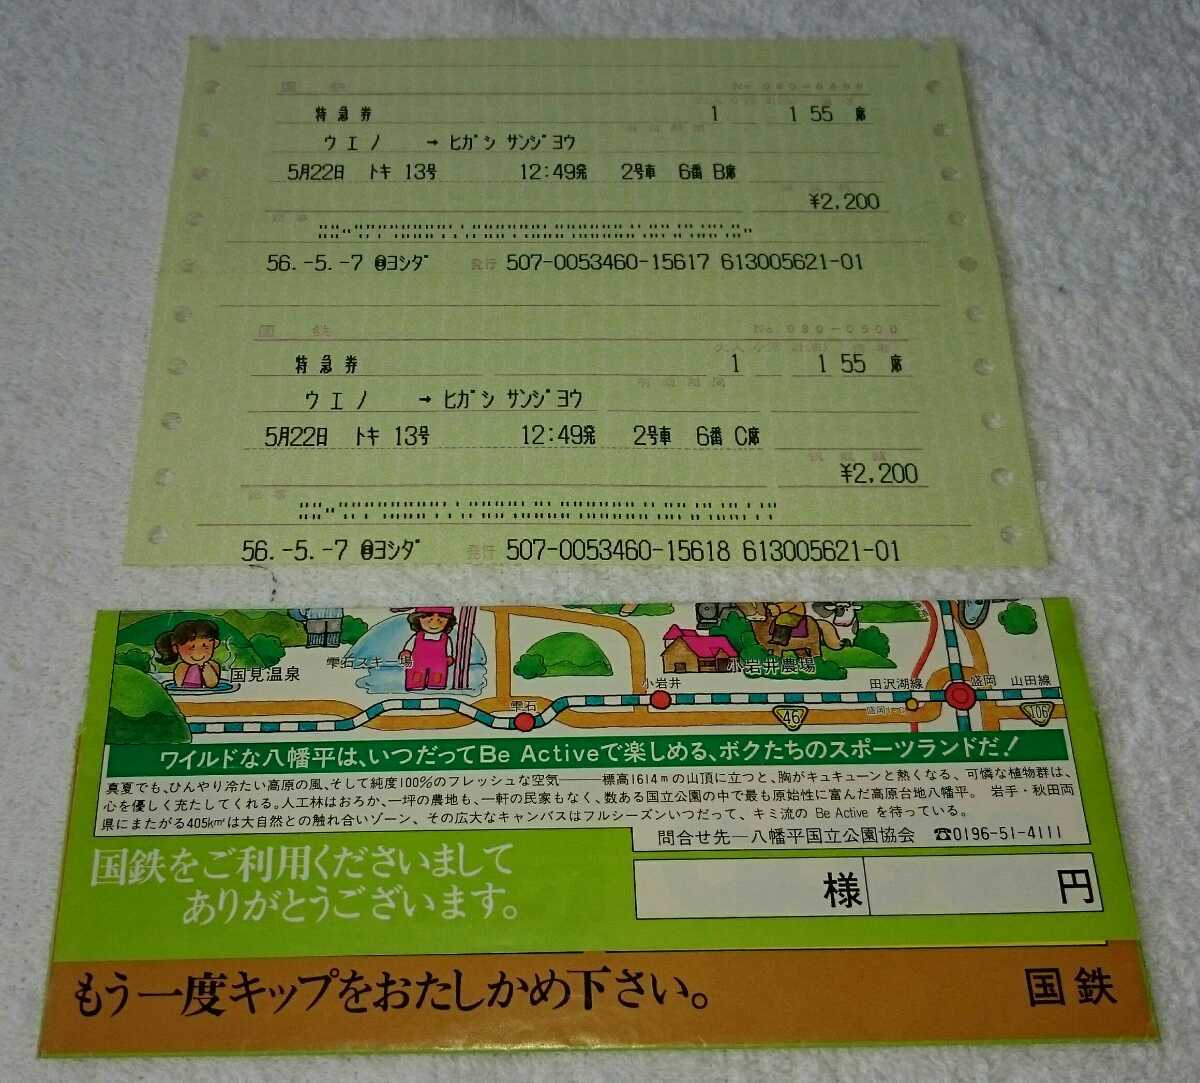 国鉄
No.080-0599
特急券 1 1 55 席
ウエノ → ヒガシ サンジヨウ
5月22日 トキ 13号 12:49発 2号車 6番 B席
¥2,200
記事
56.-5.-7 ヨシダ 発行 507-0053460-15617 613005621-01
国鉄
No.080-0500
特急券 1 1 55 席
有効期間
ウエノ → ヒガシ サンジヨウ
5月22日 トキ 13号 12:49発 2号車 6番 C席
¥2,200
記事
56.-5.-7 ヨシダ 発行 507-0053460-15618 613005621-01
国見温泉
雫石スキー場
小岩井農場
雫石
小岩井
田沢湖線
盛岡
山田線
46
106
ワイルドな八幡平は、いつだってBe Activeで楽しめる、ボクたちのスポーツランドだ！
真夏でも、ひんやり冷たい高原の風、そして純度100%のフレッシュな空気──標高1614mの山頂に立つと、胸がキュキューンと熱くなる、可憐な植物群は、
心を優しく充たしてくれる。人工林はおろか、一坪の農地も、一軒の民家もなく、数ある国立公園の中で最も原始性に富んだ高原台地八幡平。 岩手・秋田両
県にまたがる405km²は大自然との触れ合いゾーン、その広大なキャンバスはフルシーズンいつだって、キミ流の Be Active を待っている。
問合せ先―八幡平国立公園協会 ☎0196-51-4111
国鉄をご利用くださいまして
ありがとうございます。
様
円
もう一度キップをおたしかめ下さい。
国鉄